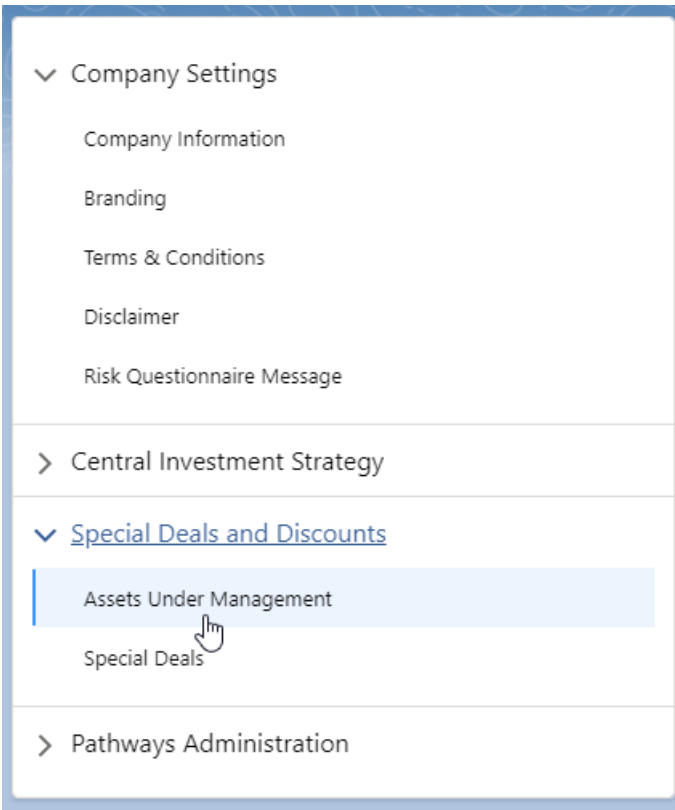 Company Settings
Company Information
Branding
Terms & Conditions
Disclaimer
Risk Questionnaire Message
Central Investment Strategy
Special Deals and Discounts
Assets Under Management
Special Deals
Pathways Administration